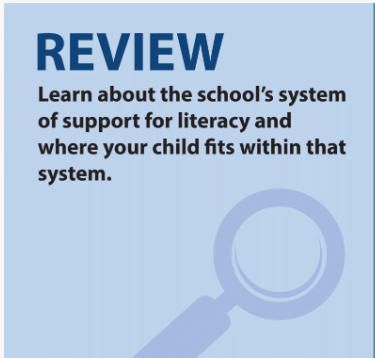 REVIEW
Learn about the school’s system
of support for literacy and
where your child fits within that
system.